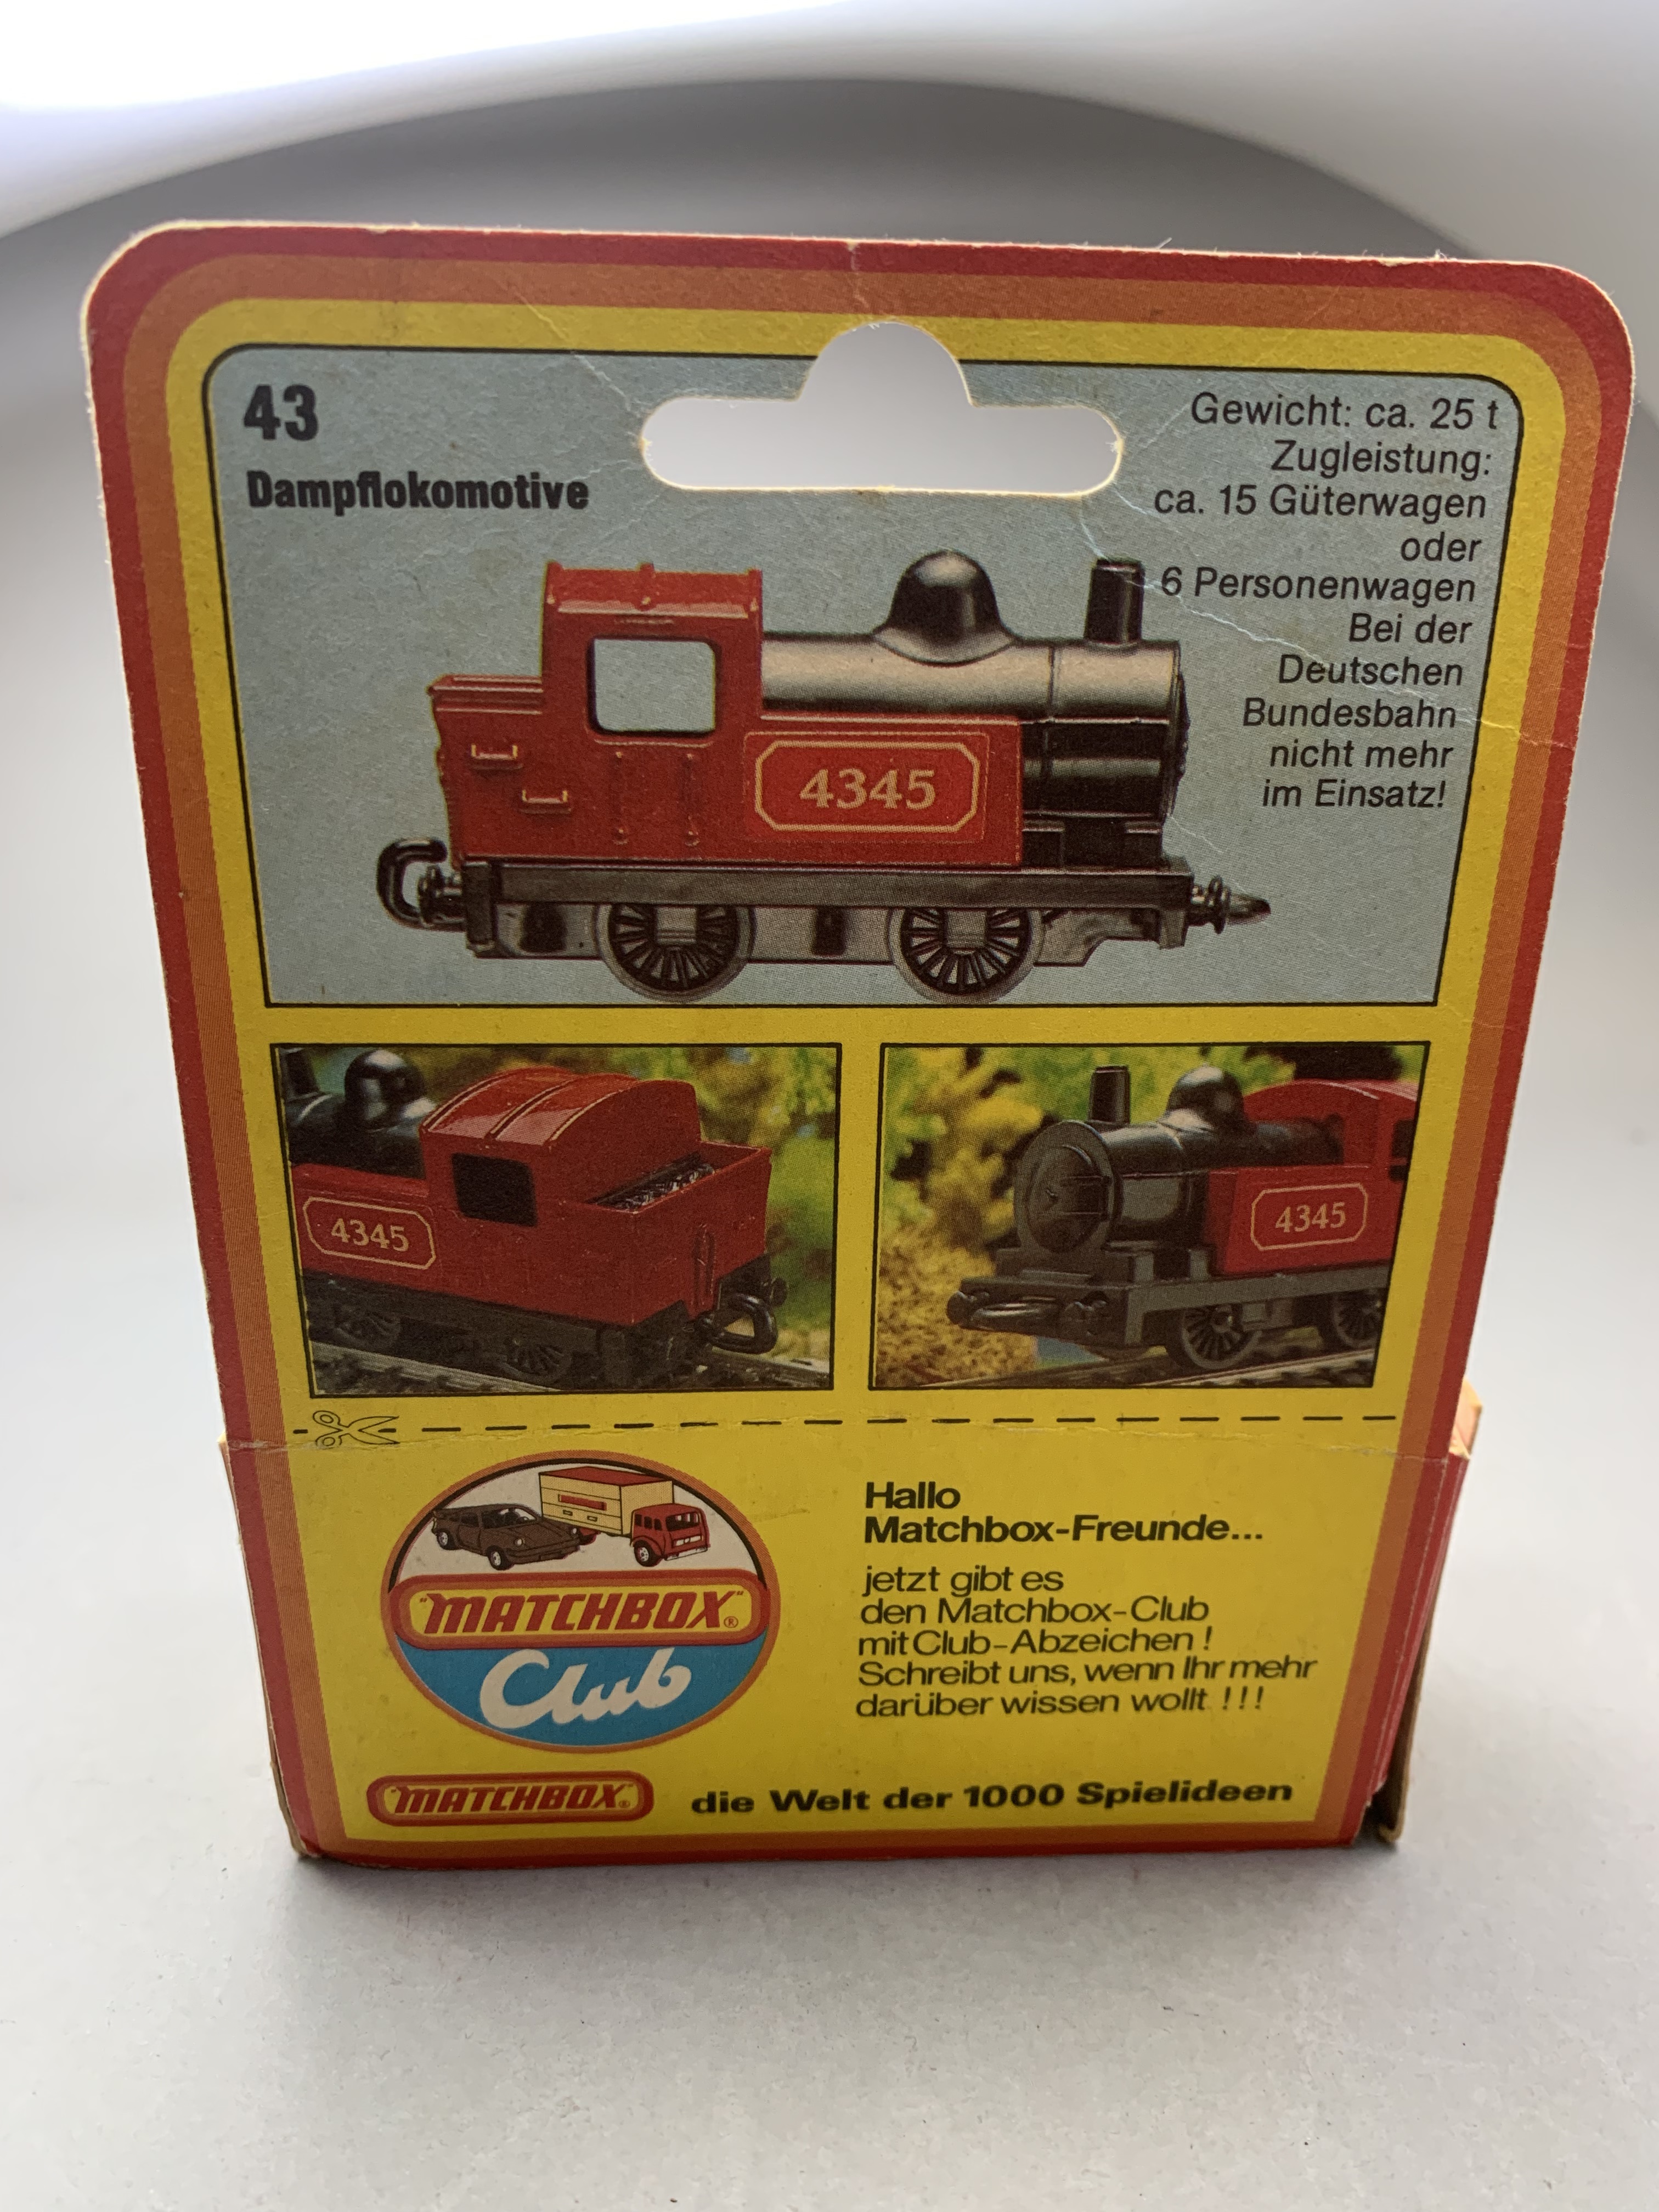 43
Dampflokomotive
Gewicht: ca. 25 t
Zugleistung:
ca. 15 Güterwagen
oder
6 Personenwagen
Bei der
Deutschen
Bundesbahn
nicht mehr
im Einsatz!
4345
4345
4345
"MATCHBOX"®
Club
Hallo
Matchbox-Freunde...
jetzt gibt es
den Matchbox-Club
mit Club-Abzeichen!
Schreibt uns, wenn Ihr mehr
darüber wissen wollt !!!
"MATCHBOX"® die Welt der 1000 Spielideen